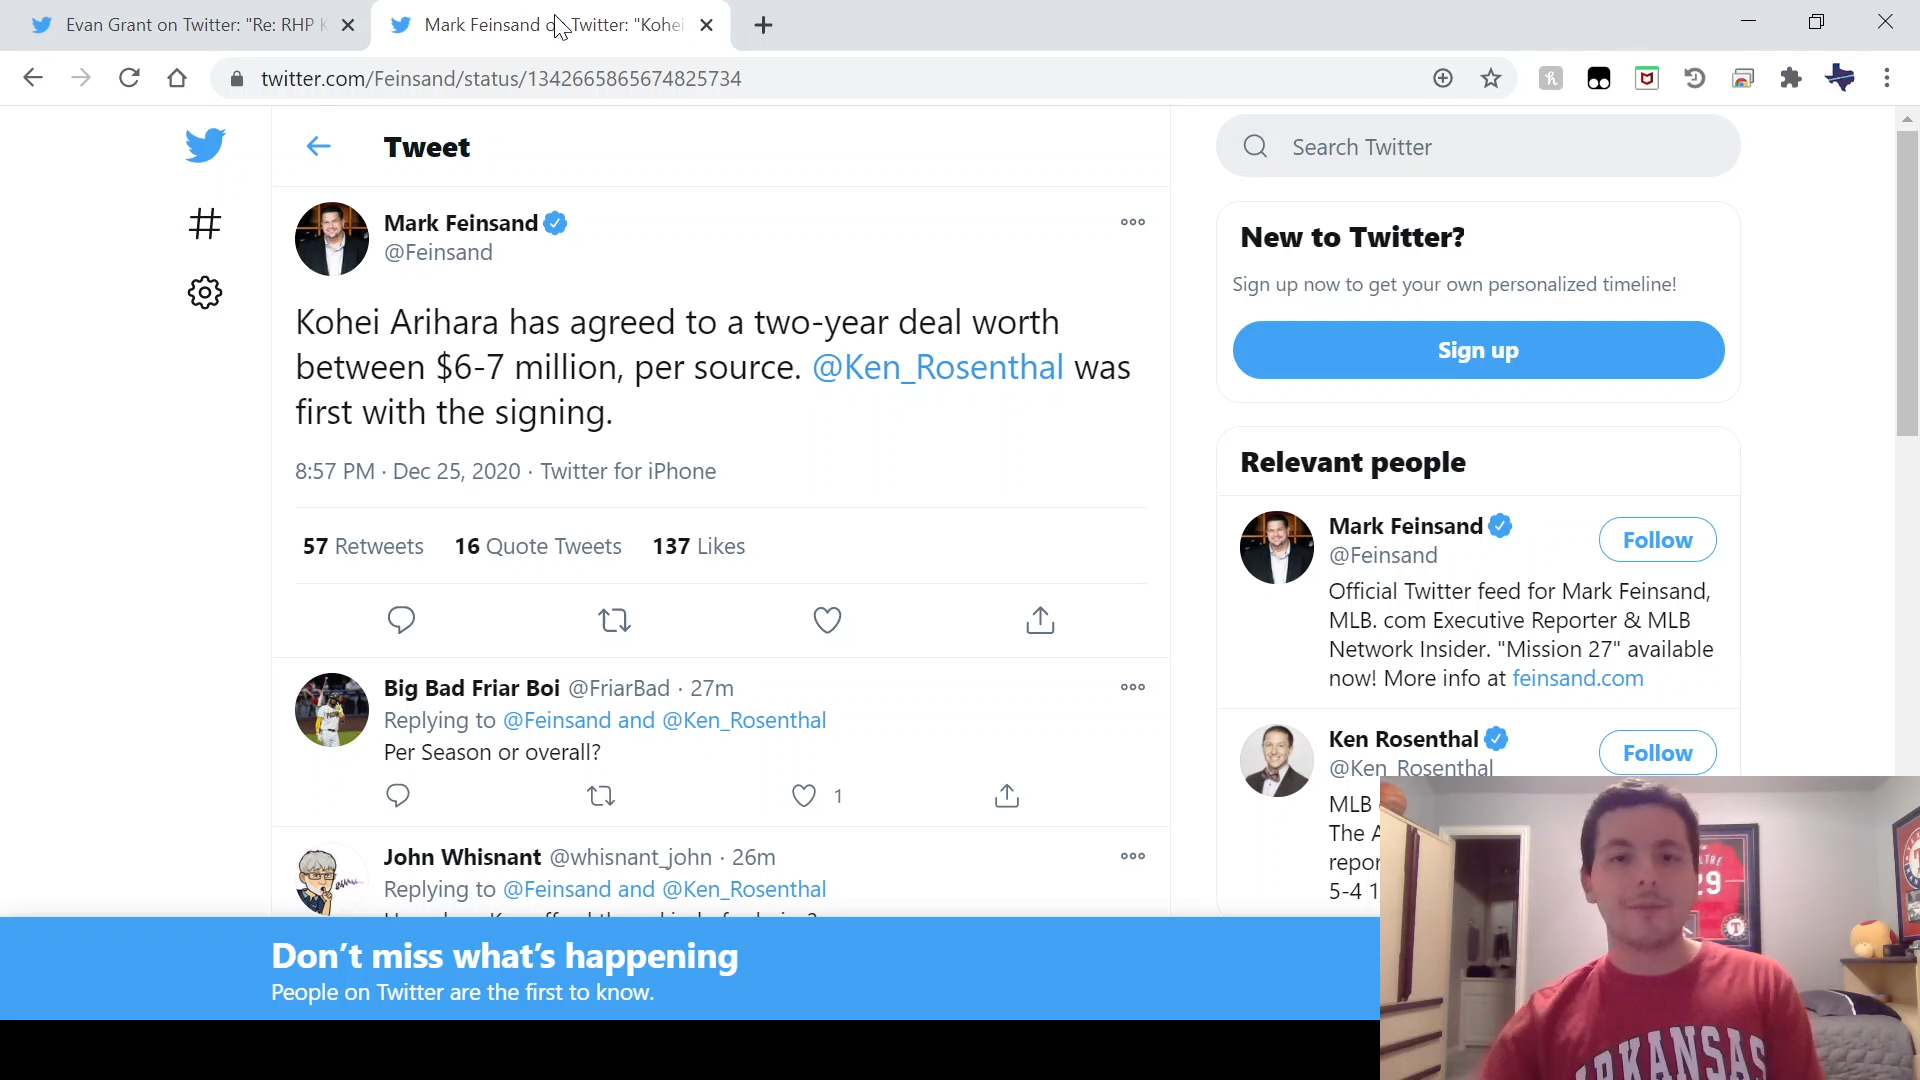 Evan Grant on Twitter: "Re: RHP K
Mark Feinsand o Twitter: "Kohei
twitter.com/Feinsand/status/1342665865674825734
Tweet
Search Twitter
Mark Feinsand
@Feinsand
Kohei Arihara has agreed to a two-year deal worth
between $6-7 million, per source. @Ken_Rosenthal was
first with the signing.
8:57 PM · Dec 25, 2020 · Twitter for iPhone
57 Retweets 16 Quote Tweets 137 Likes
Big Bad Friar Boi @FriarBad · 27m
Replying to @Feinsand and @Ken_Rosenthal
Per Season or overall?
1
John Whisnant @whisnant_john · 26m
Replying to @Feinsand and @Ken_Rosenthal
New to Twitter?
Sign up now to get your own personalized timeline!
Sign up
Relevant people
Mark Feinsand
@Feinsand
Follow
Official Twitter feed for Mark Feinsand,
MLB. com Executive Reporter & MLB
Network Insider. "Mission 27" available
now! More info at feinsand.com
Ken Rosenthal
@Ken_Rosenthal
Follow
MLB
The A
repor
5-4 1
Don't miss what's happening
People on Twitter are the first to know.
29
ARKANSAS